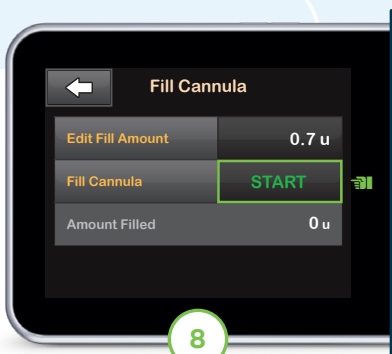 Fill Cannula
Edit Fill Amount 0.7 u
Fill Cannula START
Amount Filled 0 u
8